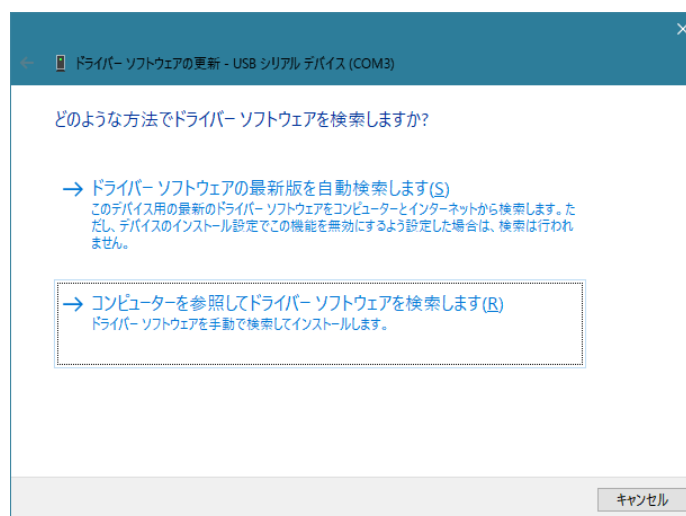 ドライバー ソフトウェアの更新 - USB シリアル デバイス (COM3)
どのような方法でドライバー ソフトウェアを検索しますか?
→ ドライバー ソフトウェアの最新版を自動検索します(S)
このデバイス用の最新のドライバー ソフトウェアをコンピューターとインターネットから検索します。た
だし、デバイスのインストール設定でこの機能を無効にするよう設定した場合は、検索は行われ
ません。
→ コンピューターを参照してドライバー ソフトウェアを検索します(R)
ドライバー ソフトウェアを手動で検索してインストールします。
キャンセル